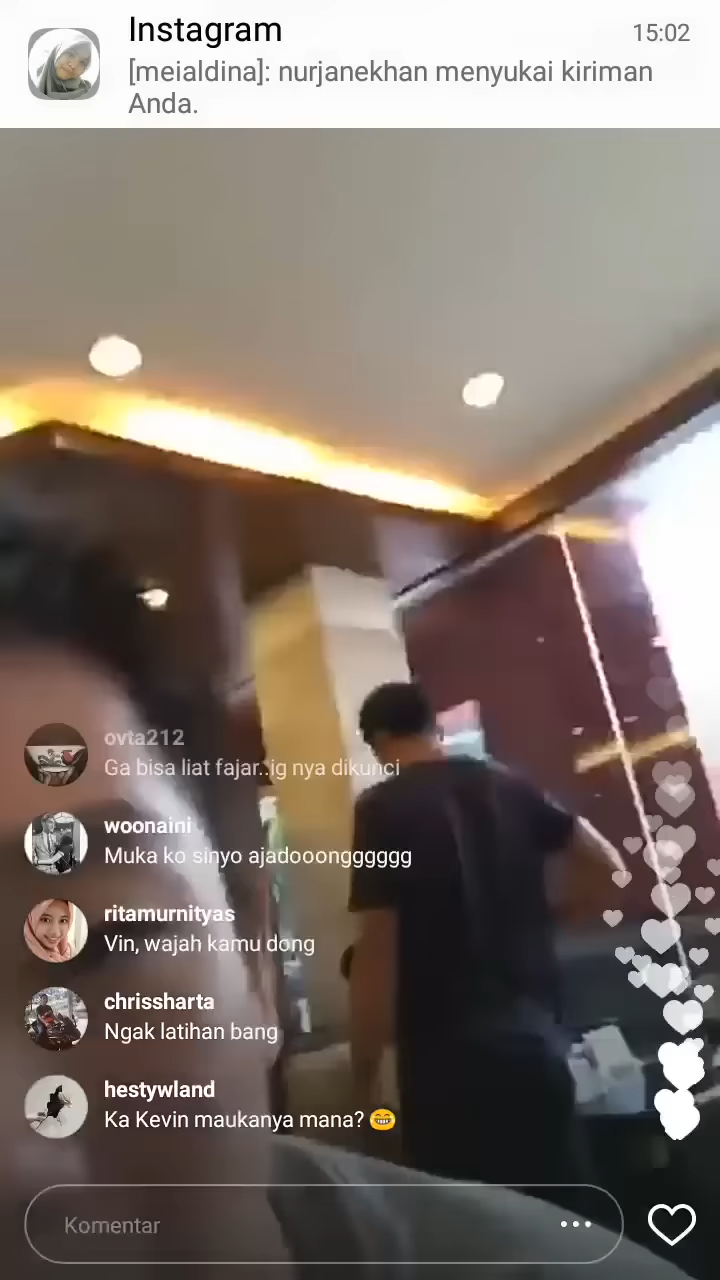 Instagram
15:02
[meialdina]: nurjanekhan menyukai kiriman
Anda.
ovta212
Ga bisa liat fajar..ig nya dikunci
woonaini
Muka ko sinyo ajadooongggggg
ritamurnityas
Vin, wajah kamu dong
chrissharta
Ngak latihan bang
hestywland
Ka Kevin maukanya mana? 😁
Komentar